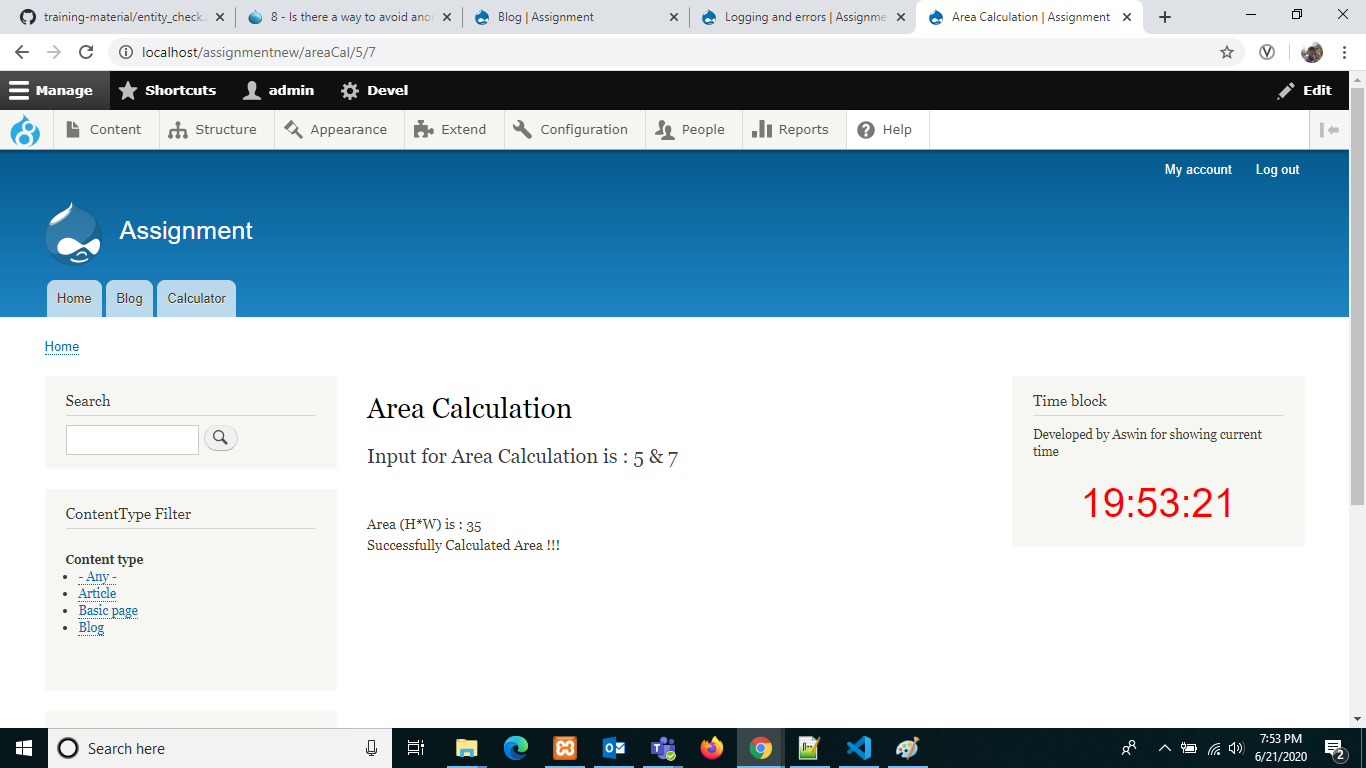 training-material/entity_check.
8 - Is there a way to avoid anon
Blog | Assignment
Logging and errors | Assignme
Area Calculation | Assignment
localhost/assignmentnew/areaCal/5/7
Manage
Shortcuts
admin
Devel
Edit
Content
Structure
Appearance
Extend
Configuration
People
Reports
Help
My account
Log out
Assignment
Home
Blog
Calculator
Home
Search
ContentType Filter
Content type
- Any -
Article
Basic page
Blog
Area Calculation
Input for Area Calculation is : 5 & 7
Area (H*W) is : 35
Successfully Calculated Area !!!
Time block
Developed by Aswin for showing current
time
19:53:21
Search here
7:53 PM
6/21/2020
2